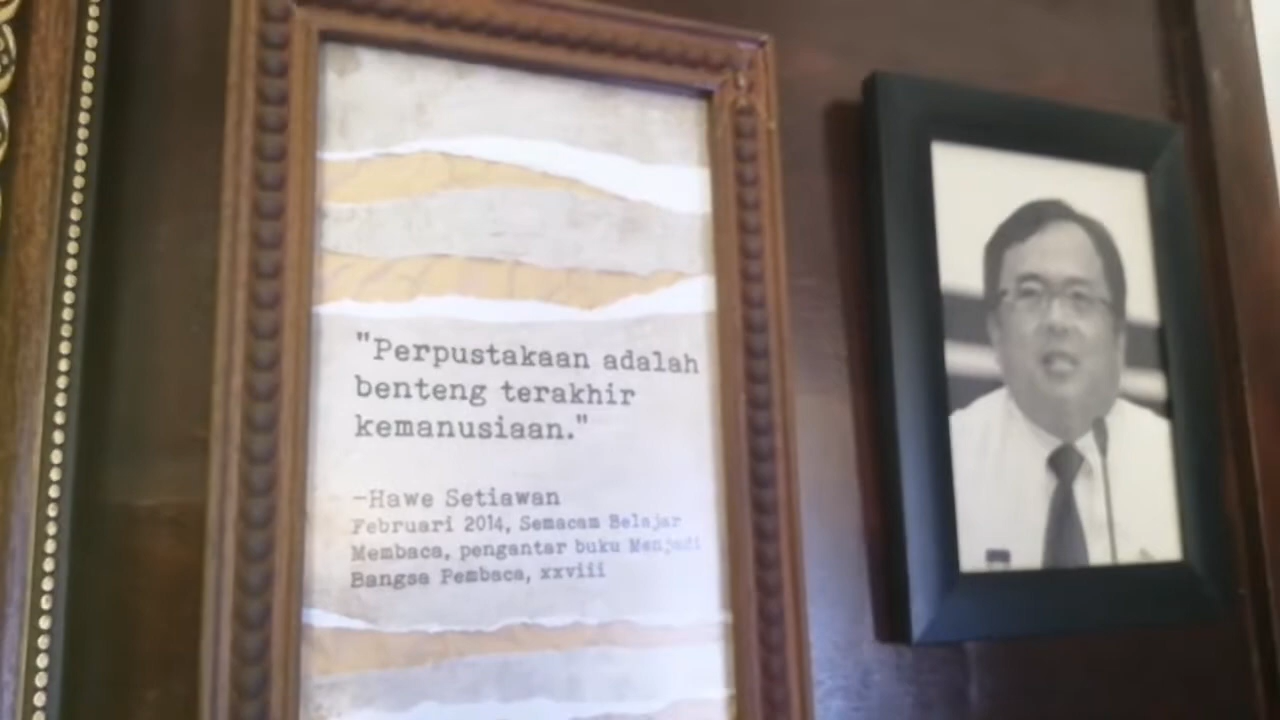 "Perpustakaan adalah
benteng terakhir
kemanusiaan."
—Hawe Setiawan
Februari 2014, Semacam Belajar
Membaca, pengantar buku Menjadi
Bangsa Pembaca, xxviii